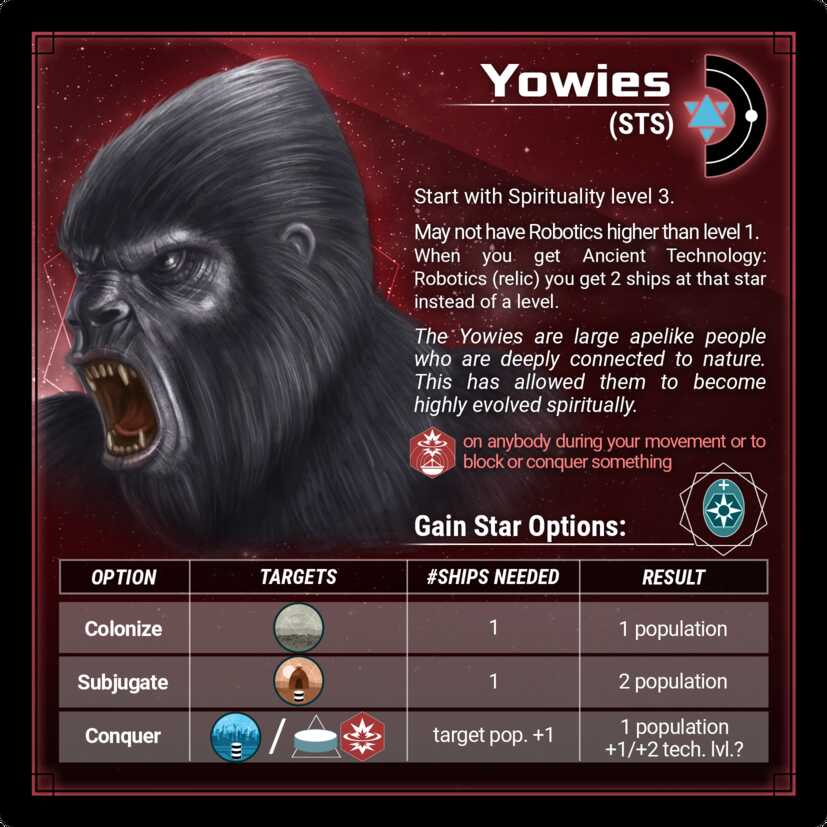 Yowies
(STS)
Start with Spirituality level 3.
May not have Robotics higher than level 1.
When you get Ancient Technology:
Robotics (relic) you get 2 ships at that star
instead of a level.
The Yowies are large apelike people
who are deeply connected to nature.
This has allowed them to become
highly evolved spiritually.
on anybody during your movement or to
block or conquer something
Gain Star Options:
+
OPTION TARGETS #SHIPS NEEDED RESULT
Colonize 1 1 population
Subjugate 1 2 population
Conquer / target pop. +1 1 population
+1/+2 tech. lvl.?